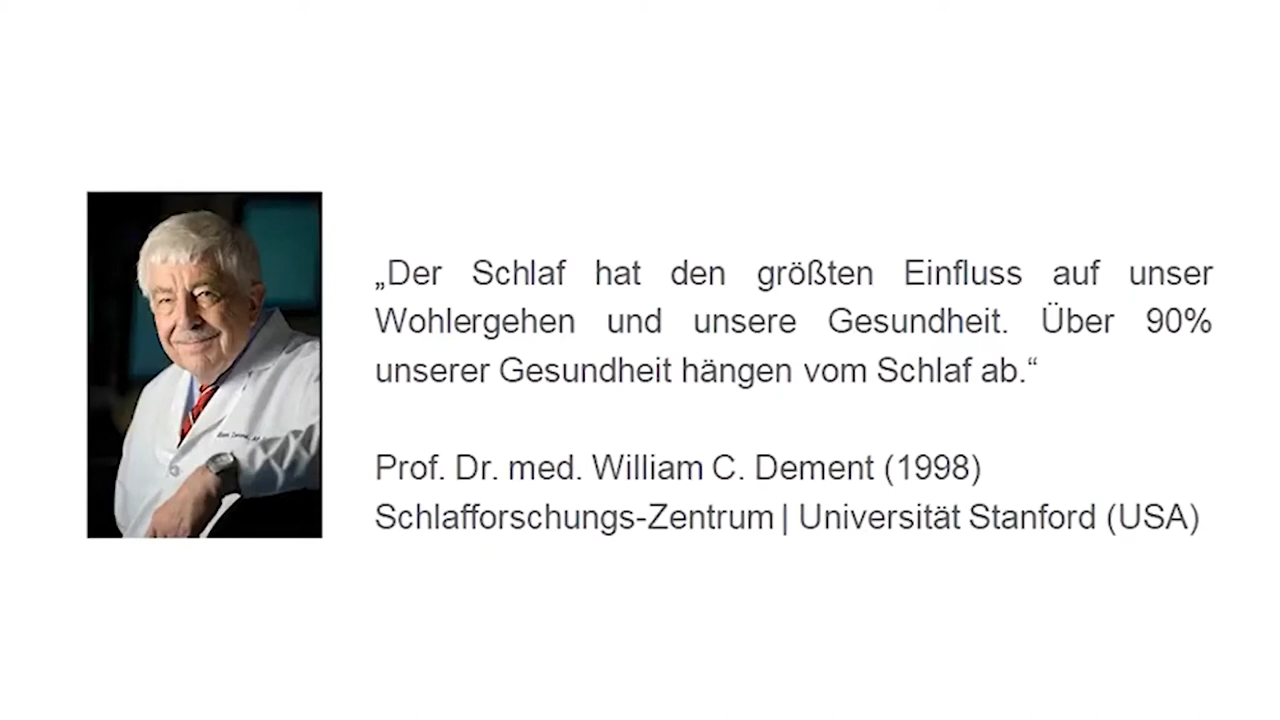 „Der Schlaf hat den größten Einfluss auf unser
Wohlergehen und unsere Gesundheit. Über 90%
unserer Gesundheit hängen vom Schlaf ab.“
Prof. Dr. med. William C. Dement (1998)
Schlafforschungs-Zentrum | Universität Stanford (USA)